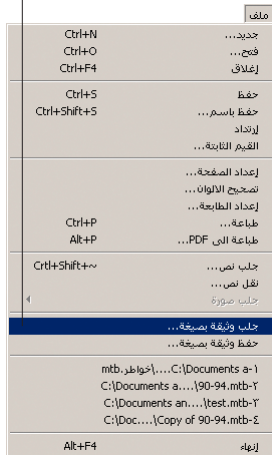 ملف
جديد... Ctrl+N
فتح... Ctrl+O
إغلاق Ctrl+F4
حفظ Ctrl+S
حفظ باسم... Ctrl+Shift+S
إرتداد
القيم الثابتة...
إعداد الصفحة...
تصحيح الالوان...
إعداد الطابعة...
طباعة... Ctrl+P
طباعة الى PDF... Alt+P
جلب نص... Crtl+Shift+~
نقل نص...
جلب صورة
جلب وثيقة بصيغة...
حفظ وثيقة بصيغة...
١-C:\Documents a....\خواطر.mtb
٢-C:\Documents a....\90-94.mtb
٣-C:\Documents an....\test.mtb
٤-C:\Doc....\Copy of 90-94.mtb
إنهاء Alt+F4